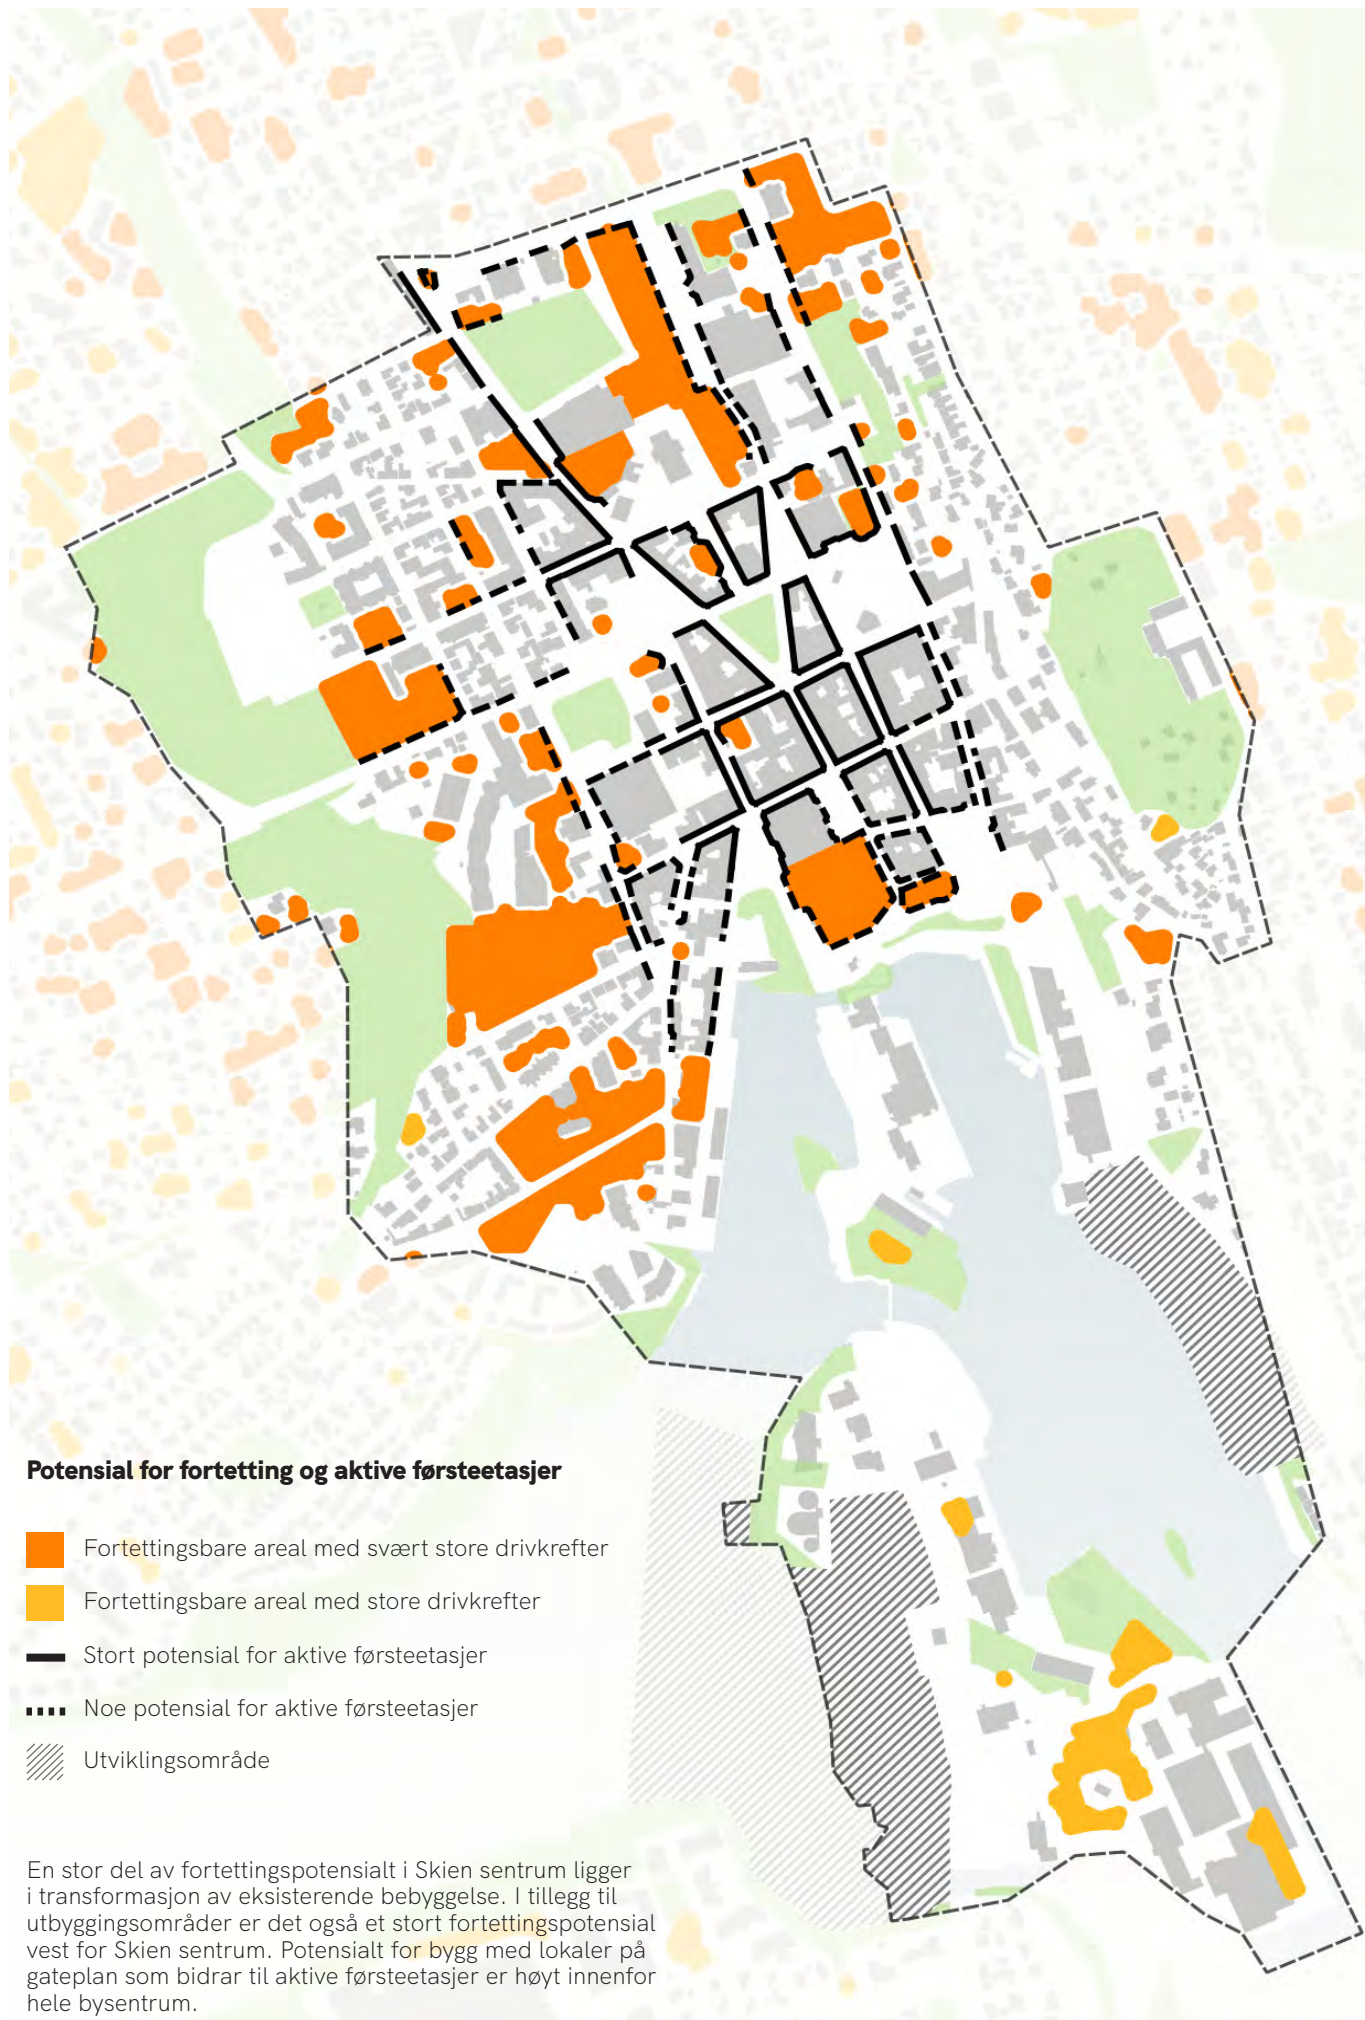 Potensial for fortetting og aktive førsteetasjer
Fortettingsbare areal med svært store drivkrefter
Fortettingsbare areal med store drivkrefter
Stort potensial for aktive førsteetasjer
Noe potensial for aktive førsteetasjer
Utviklingsområde
En stor del av fortettingspotensialt i Skien sentrum ligger
i transformasjon av eksisterende bebyggelse. I tillegg til
utbyggingsområder er det også et stort fortettingspotensial
vest for Skien sentrum. Potensialt for bygg med lokaler på
gateplan som bidrar til aktive førsteetasjer er høyt innenfor
hele bysentrum.